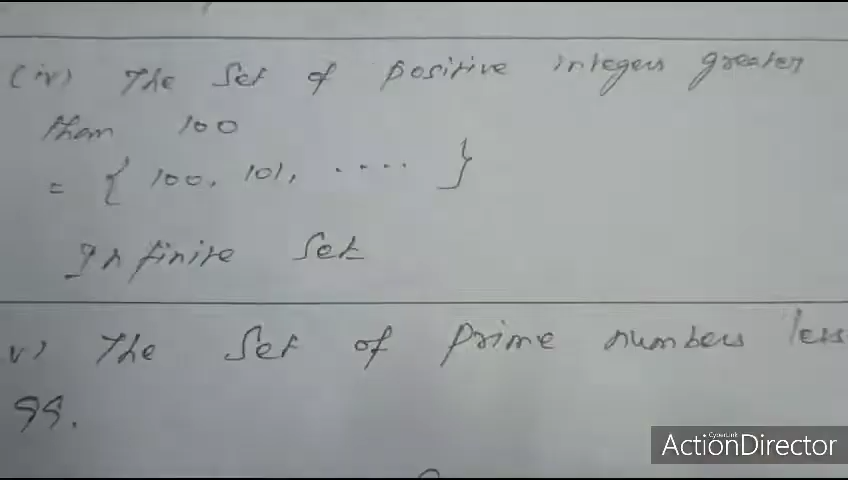 (iv) The Set of positive integers greater
than 100
= { 100, 101, ..... }
Infinite Set
v) The Set of prime numbers less
99.
CyberLink
ActionDirector